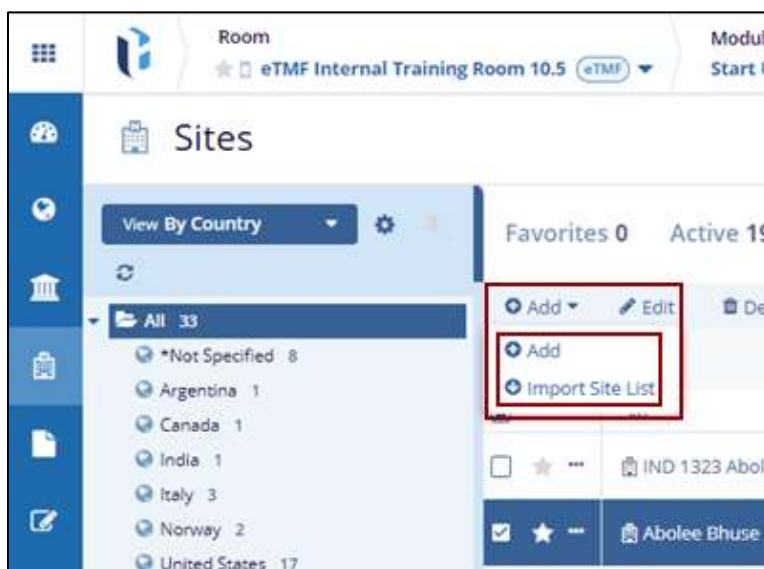 Room
eTMF Internal Training Room 10.5 eTMF
Modul
Start
Sites
View By Country
Favorites 0 Active 19
All 33
Add Edit De
*Not Specified 8
Add
Argentina 1
Import Site List
Canada 1
India 1
IND 1323 Abol
Italy 3
Norway 2
Abolee Bhuse
United States 17